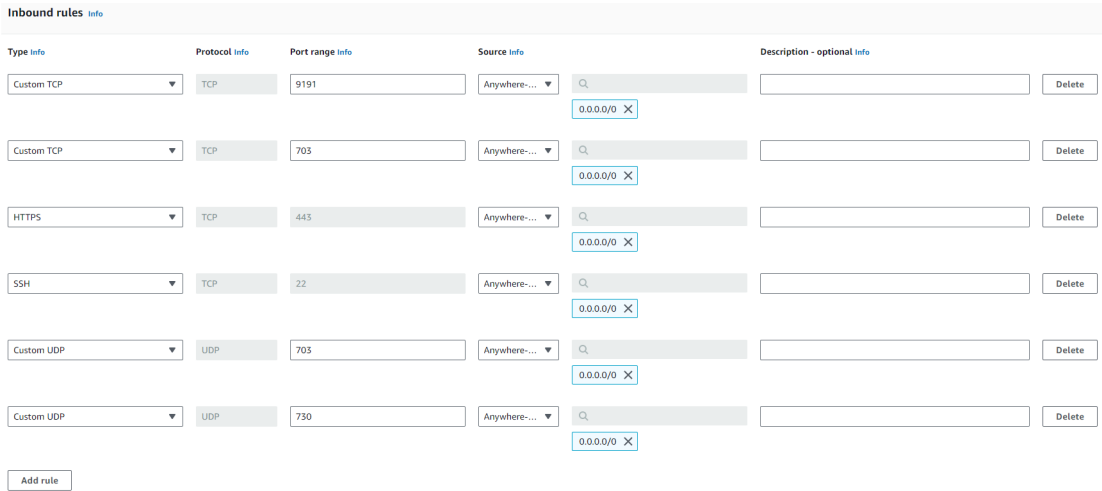 Inbound rules Info
Type Info Protocol Info Port range Info Source Info Description - optional Info
Custom TCP TCP 9191 Anywhere-... Delete
0.0.0.0/0
Custom TCP TCP 703 Anywhere-... Delete
0.0.0.0/0
HTTPS TCP 443 Anywhere-... Delete
0.0.0.0/0
SSH TCP 22 Anywhere-... Delete
0.0.0.0/0
Custom UDP UDP 703 Anywhere-... Delete
0.0.0.0/0
Custom UDP UDP 730 Anywhere-... Delete
0.0.0.0/0
Add rule